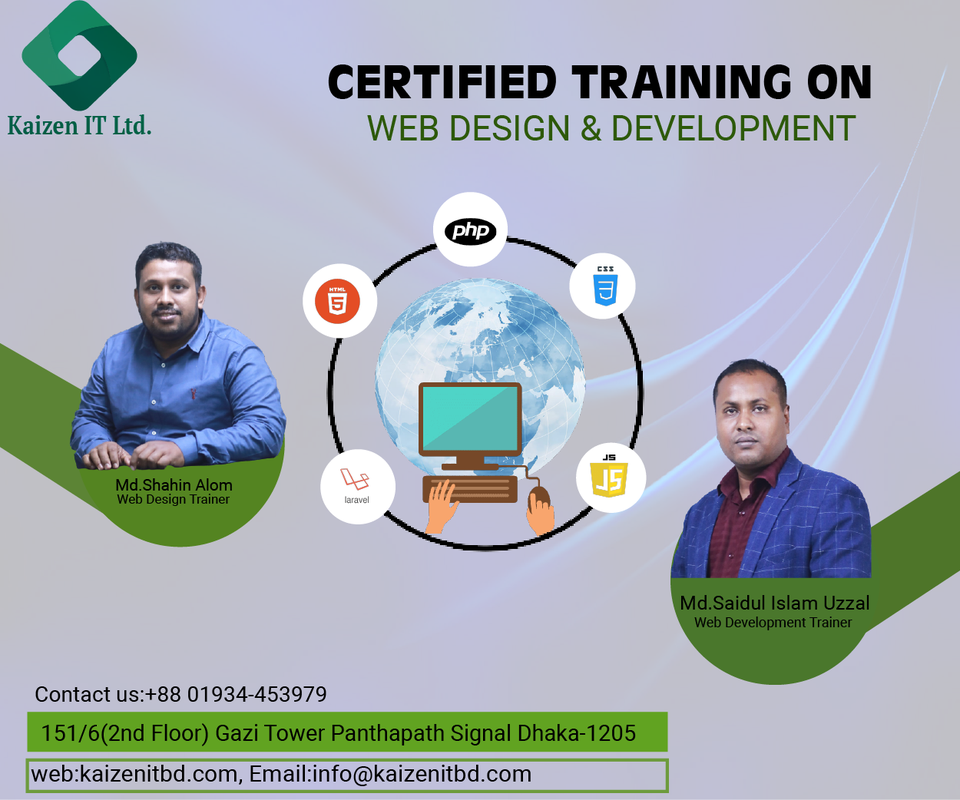 Kaizen IT Ltd.
CERTIFIED TRAINING ON
WEB DESIGN & DEVELOPMENT
php
HTML
5
CSS
3
laravel
JS
JS
Md.Shahin Alom
Web Design Trainer
Md.Saidul Islam Uzzal
Web Development Trainer
Contact us:+88 01934-453979
151/6(2nd Floor) Gazi Tower Panthapath Signal Dhaka-1205
web:kaizenitbd.com, Email:info@kaizenitbd.com